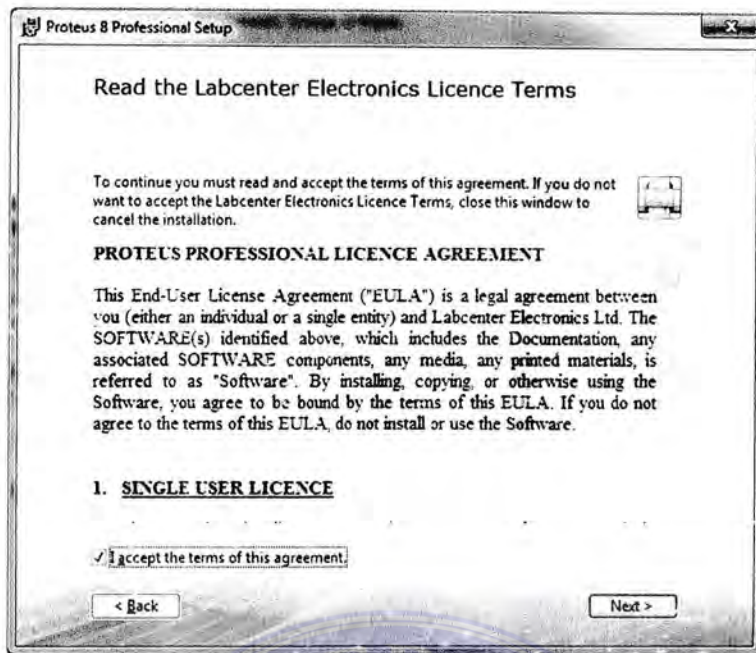 Proteus 8 Professional Setup
Read the Labcenter Electronics Licence Terms
To continue you must read and accept the terms of this agreement. If you do not
want to accept the Labcenter Electronics Licence Terms, close this window to
cancel the installation.
PROTEUS PROFESSIONAL LICENCE AGREEMENT
This End-User License Agreement ("EULA") is a legal agreement between
you (either an individual or a single entity) and Labcenter Electronics Ltd. The
SOFTWARE(s) identified above, which includes the Documentation, any
associated SOFTWARE components, any media, any printed materials, is
referred to as "Software". By installing, copying, or otherwise using the
Software, you agree to be bound by the terms of this EULA. If you do not
agree to the terms of this EULA, do not install or use the Software.
1. SINGLE USER LICENCE
I accept the terms of this agreement.
< Back
Next >